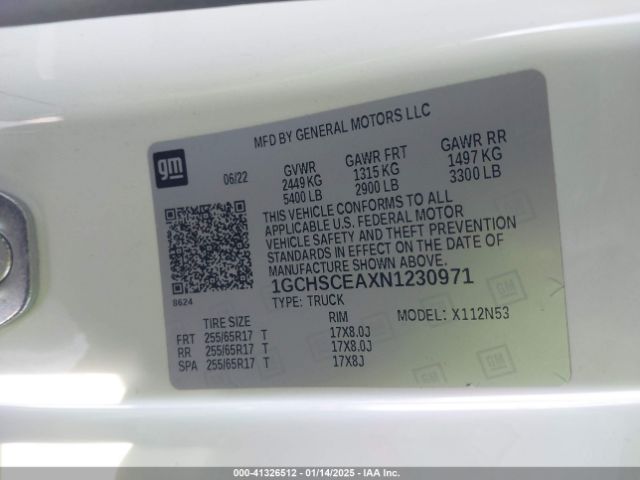 MFD BY GENERAL MOTORS LLC
gm
06/22
GVWR GAWR FRT GAWR RR
2449 KG 1315 KG 1497 KG
5400 LB 2900 LB 3300 LB
THIS VEHICLE CONFORMS TO ALL
APPLICABLE U.S. FEDERAL MOTOR
VEHICLE SAFETY AND THEFT PREVENTION
STANDARDS IN EFFECT ON THE DATE OF
MANUFACTURE SHOWN ABOVE.
8624
1GCHSCEAXN1230971
TYPE: TRUCK
TIRE SIZE RIM MODEL: X112N53
FRT 255/65R17 T 17X8.0J
RR 255/65R17 T 17X8.0J
SPA 255/65R17 T 17X8J
000-41326512 - 01/14/2025 - IAA Inc.